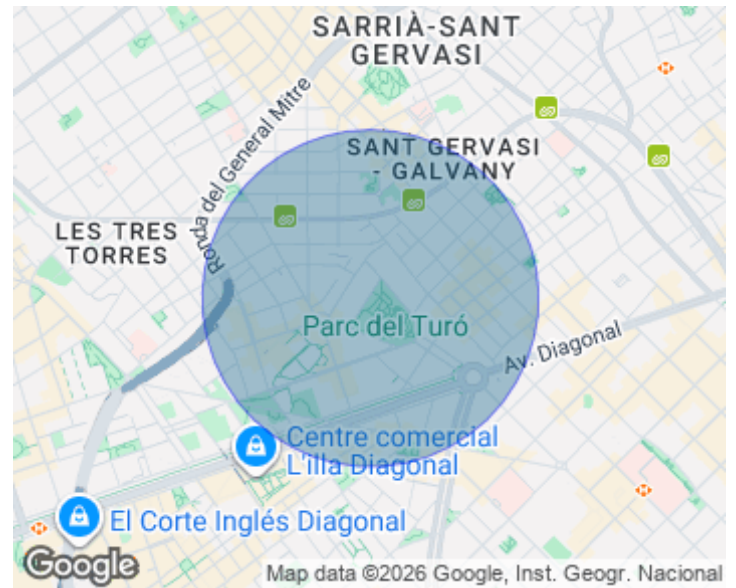 SARRIÀ-SANT
GERVASI
Ronda del General Mitre
SANT GERVASI
- GALVANY
LES TRES
TORRES
Parc del Turó
Av. Diagonal
Centre comercial
L'illa Diagonal
El Corte Inglés Diagonal
Google
Map data ©2026 Google, Inst. Geogr. Nacional